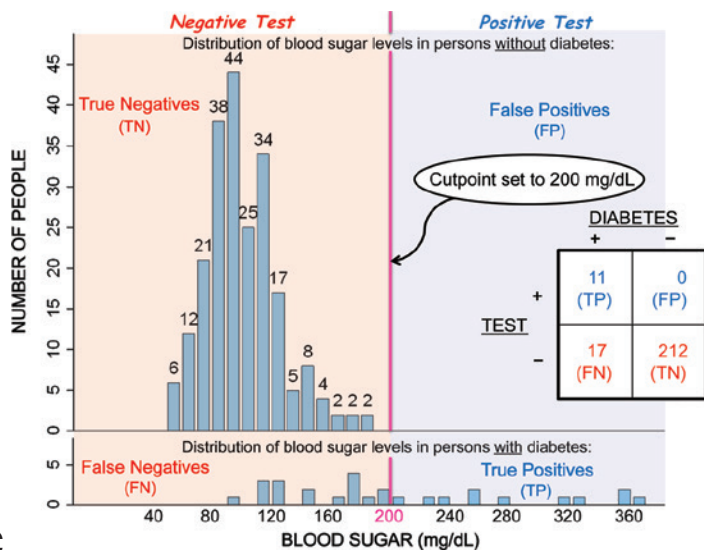 Negative Test Positive Test
Distribution of blood sugar levels in persons without diabetes:
NUMBER OF PEOPLE
45
40
35
30
25
20
15
10
5
0
True Negatives
(TN)
False Positives
(FP)
6
12
21
38
44
25
34
17
5
8
4
2
2
2
Cutpoint set to 200 mg/dL
DIABETES
+ −
TEST
+
11 0
(TP) (FP)
−
17 212
(FN) (TN)
Distribution of blood sugar levels in persons with diabetes:
5
0
False Negatives
(FN)
True Positives
(TP)
40 80 120 160 200 240 280 320 360
BLOOD SUGAR (mg/dL)